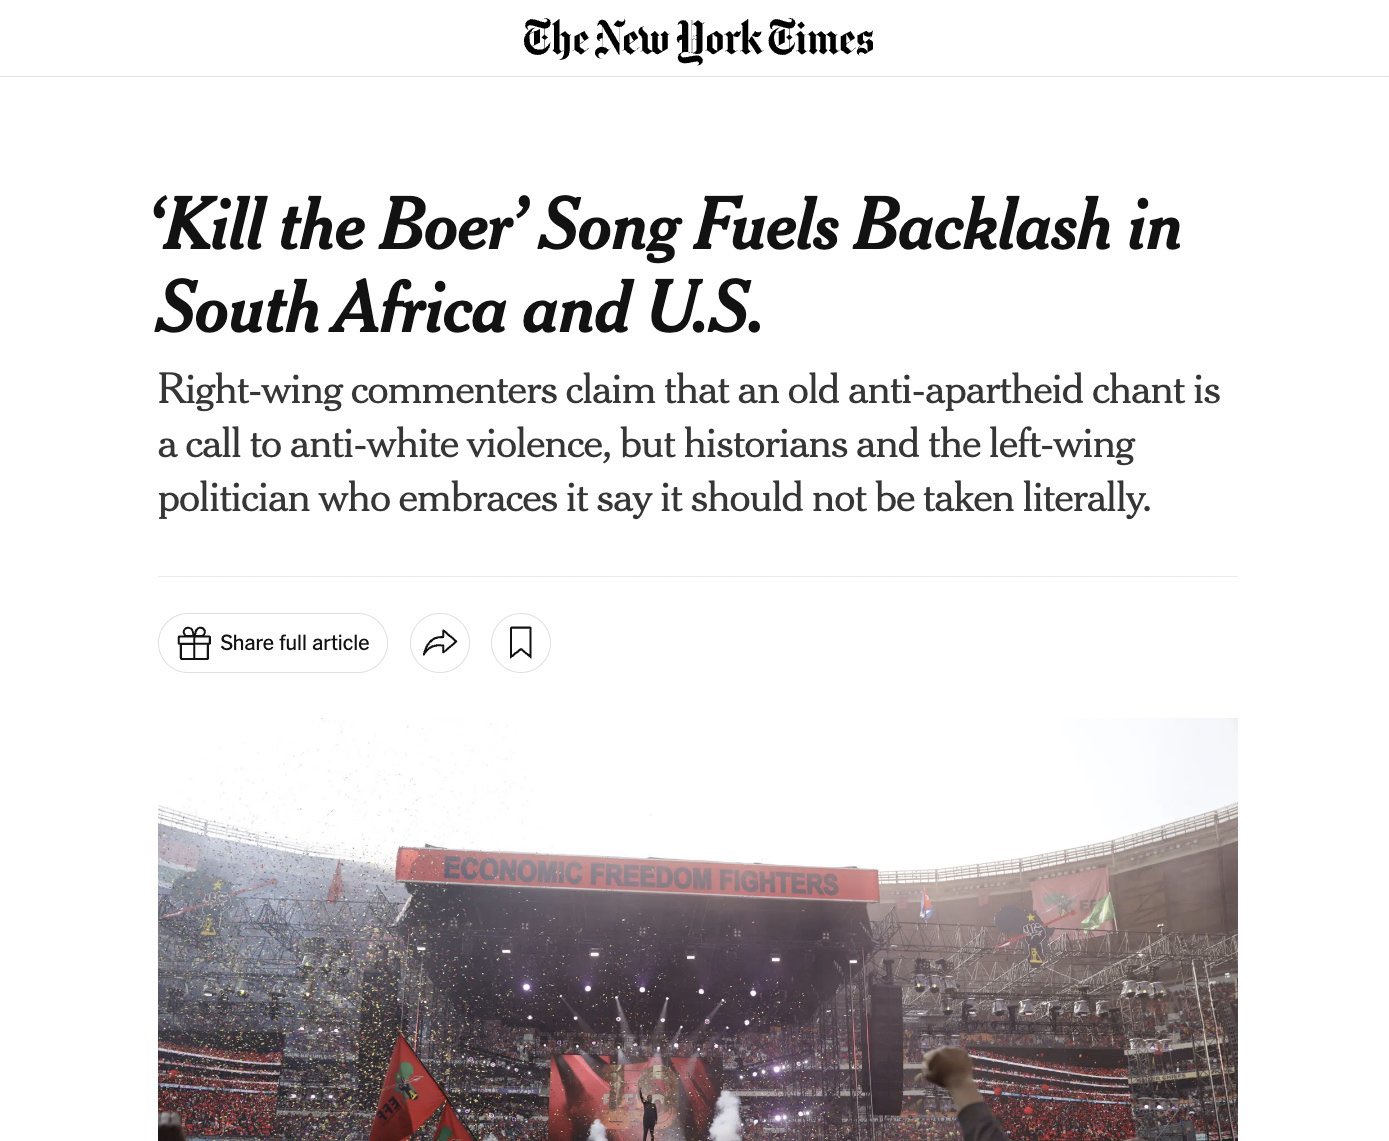 The New York Times
‘Kill the Boer’ Song Fuels Backlash in
South Africa and U.S.
Right-wing commenters claim that an old anti-apartheid chant is
a call to anti-white violence, but historians and the left-wing
politician who embraces it say it should not be taken literally.
Share full article
ECONOMIC FREEDOM FIGHTERS
EFF